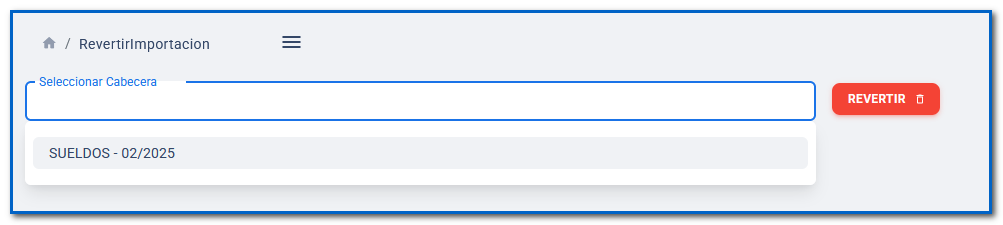 / RevertirImportacion
Seleccionar Cabecera
REVERTIR
SUELDOS - 02/2025